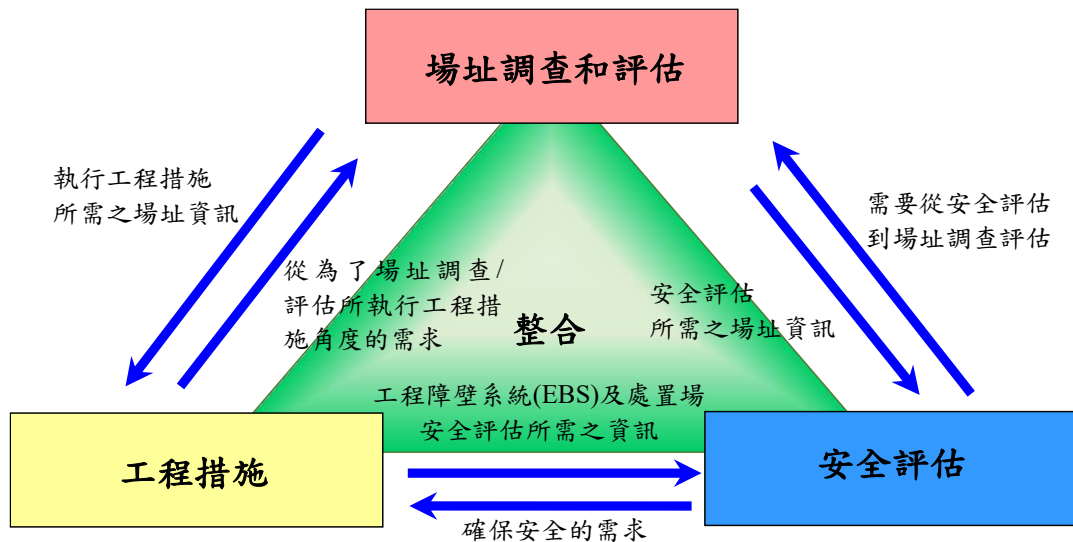 場址調查和評估
執行工程措施
所需之場址資訊
需要從安全評估
到場址調查評估
從為了場址調查/
評估所執行工程措
施角度的需求
安全評估
所需之場址資訊
整合
工程障壁系統(EBS)及處置場
安全評估所需之資訊
工程措施
安全評估
確保安全的需求